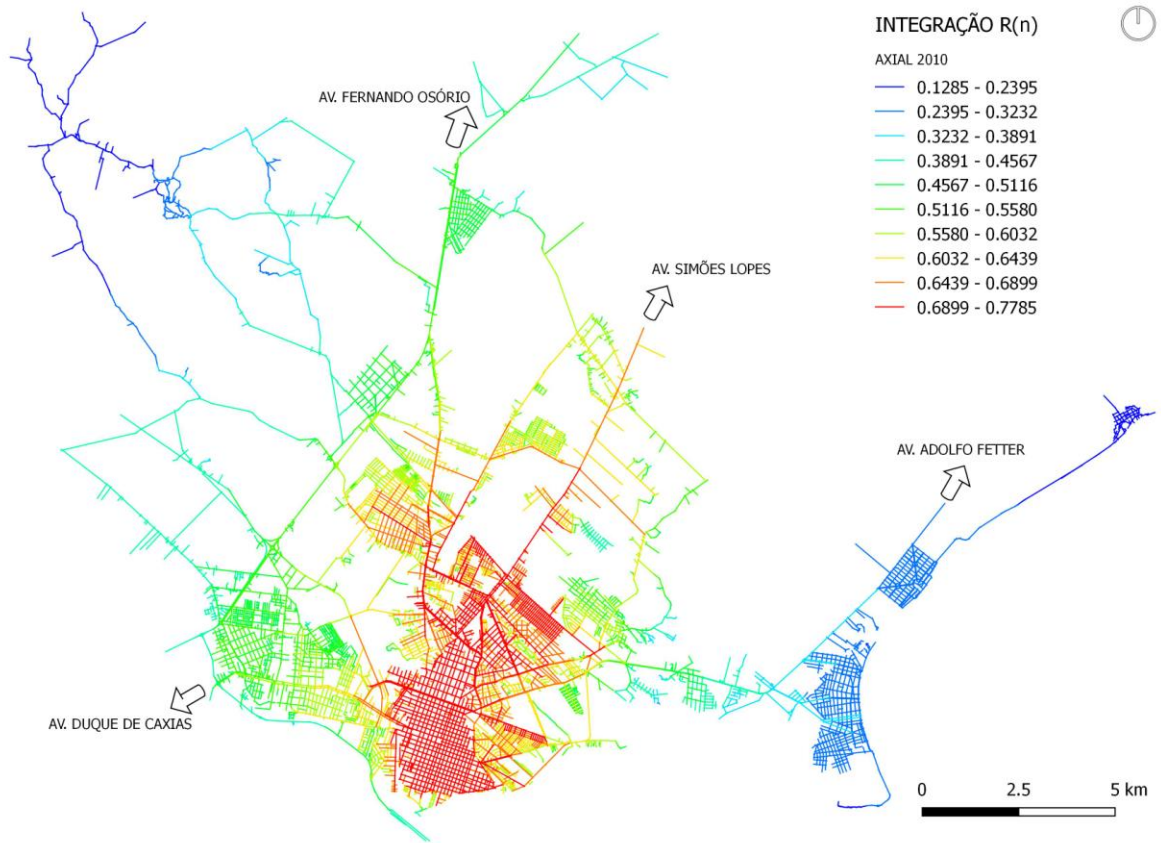 INTEGRAÇÃO R(n)
AXIAL 2010
0.1285 - 0.2395
0.2395 - 0.3232
0.3232 - 0.3891
0.3891 - 0.4567
0.4567 - 0.5116
0.5116 - 0.5580
0.5580 - 0.6032
0.6032 - 0.6439
0.6439 - 0.6899
0.6899 - 0.7785
AV. FERNANDO OSÓRIO
AV. SIMÕES LOPES
AV. ADOLFO FETTER
AV. DUQUE DE CAXIAS
0 2.5 5 km